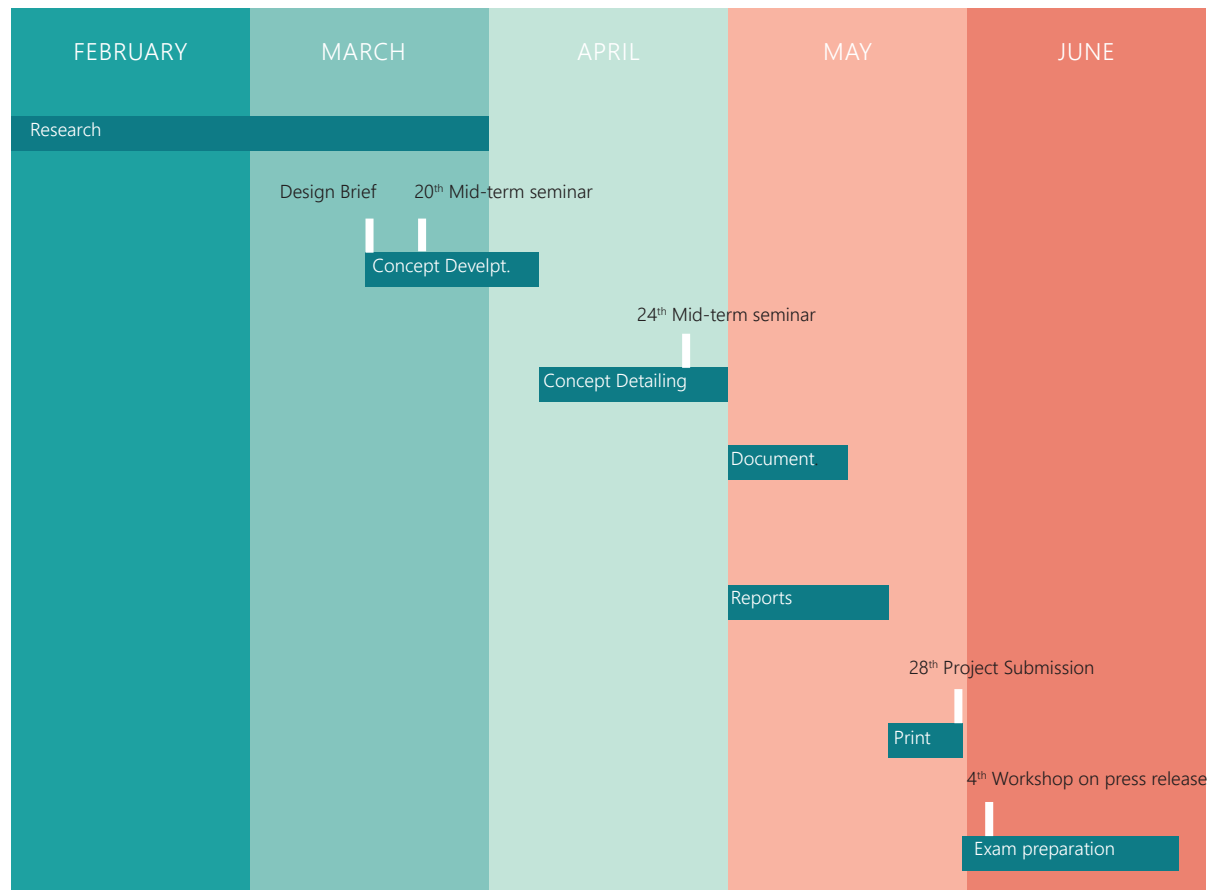 FEBRUARY MARCH APRIL MAY JUNE
Research
Design Brief 20th Mid-term seminar
Concept Develpt.
24th Mid-term seminar
Concept Detailing
Document.
Reports
28th Project Submission
Print
4th Workshop on press release
Exam preparation